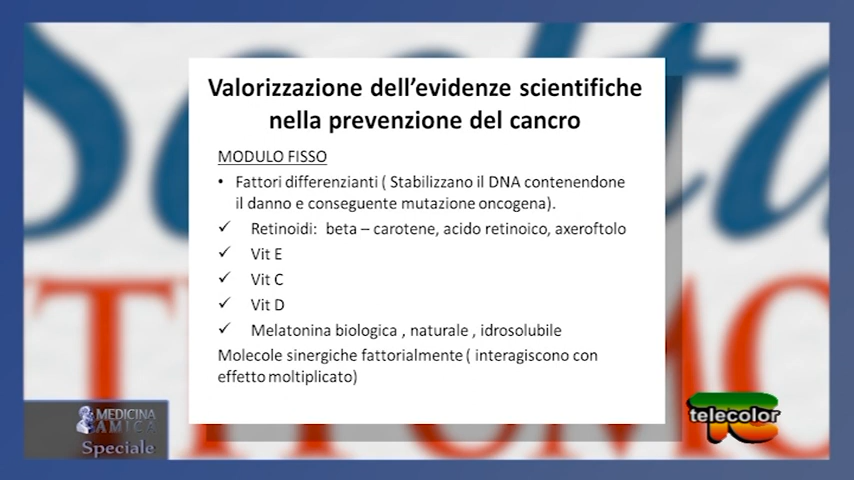 Valorizzazione dell'evidenze scientifiche
nella prevenzione del cancro
MODULO FISSO
• Fattori differenzianti ( Stabilizzano il DNA contenendone
il danno e conseguente mutazione oncogena).
✓ Retinoidi: beta – carotene, acido retinoico, axeroftolo
✓ Vit E
✓ Vit C
✓ Vit D
✓ Melatonina biologica , naturale , idrosolubile
Molecole sinergiche fattorialmente ( interagiscono con
effetto moltiplicato)
MEDICINA
AMICA
Speciale
telecolor